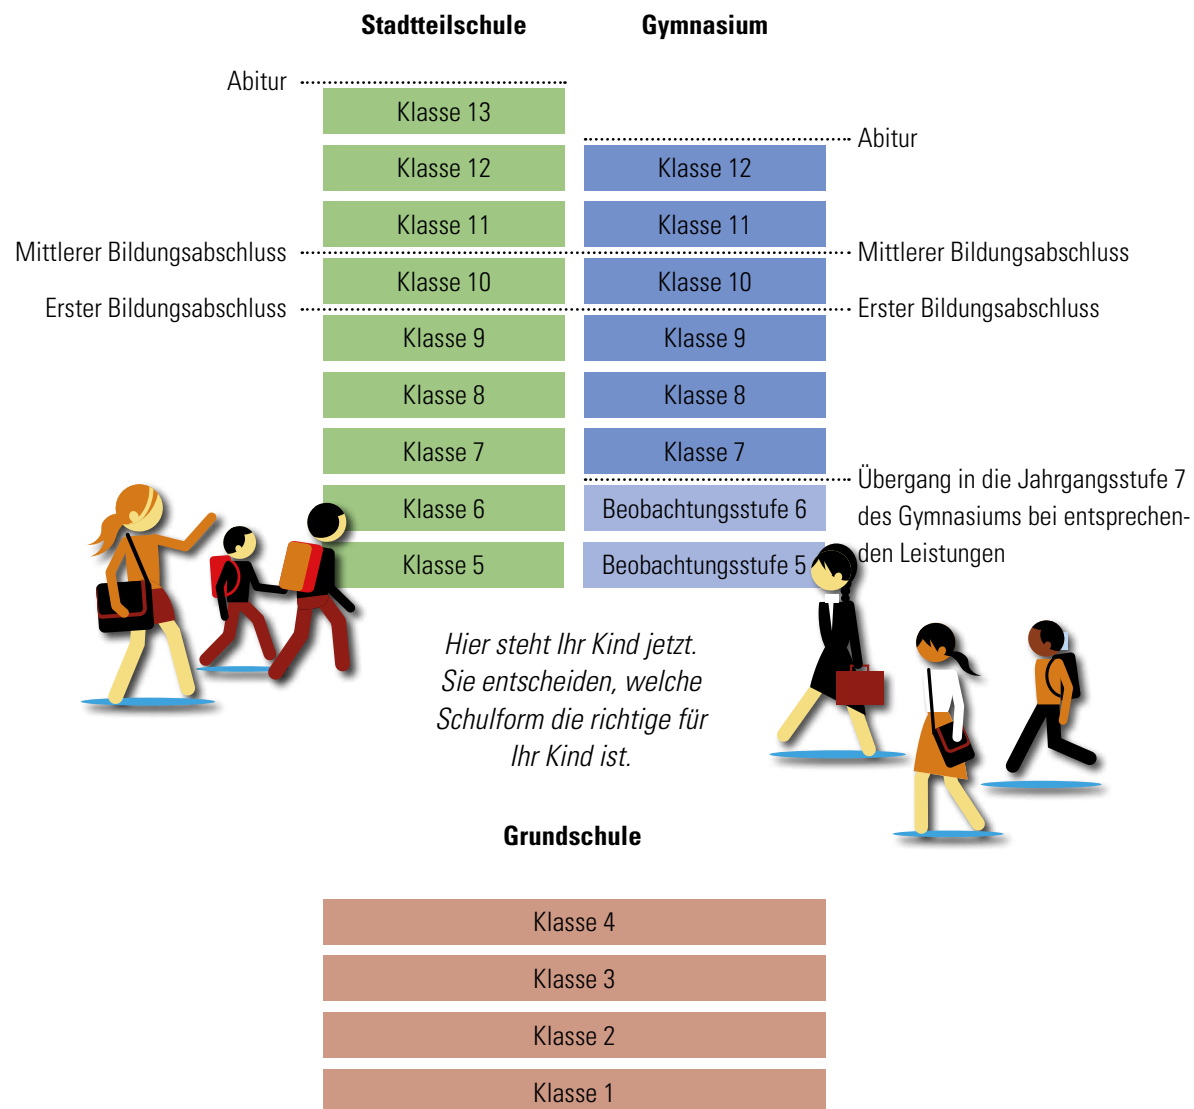 Stadtteilschule
Gymnasium
Abitur
Klasse 13
Abitur
Klasse 12
Klasse 12
Klasse 11
Klasse 11
Mittlerer Bildungsabschluss
Mittlerer Bildungsabschluss
Klasse 10
Klasse 10
Erster Bildungsabschluss
Erster Bildungsabschluss
Klasse 9
Klasse 9
Klasse 8
Klasse 8
Klasse 7
Klasse 7
Übergang in die Jahrgangsstufe 7
des Gymnasiums bei entsprechen-
den Leistungen
Klasse 6
Beobachtungsstufe 6
Klasse 5
Beobachtungsstufe 5
Hier steht Ihr Kind jetzt.
Sie entscheiden, welche
Schulform die richtige für
Ihr Kind ist.
Grundschule
Klasse 4
Klasse 3
Klasse 2
Klasse 1